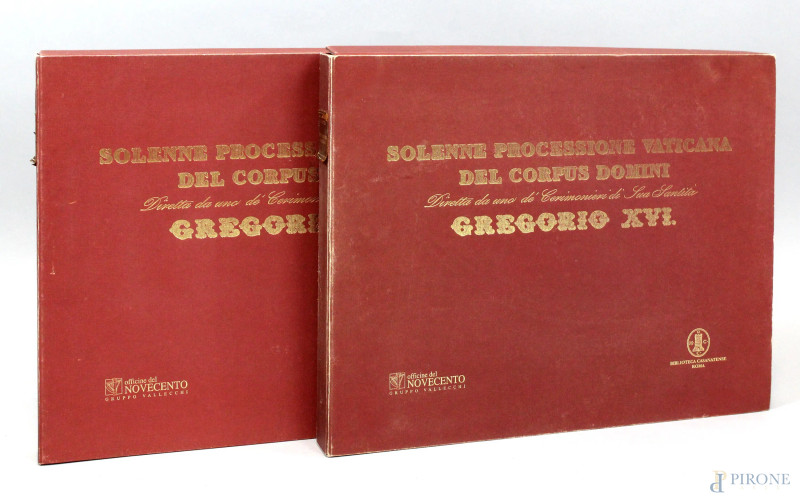 SOLENNE PROCESS
DEL CORPUS
Diretta da uno de' Cerimon
GREGORI
officine del
NOVECENTO
GRUPPO VALLECCHI
SOLENNE PROCESSIONE VATICANA
DEL CORPUS DOMINI
Diretta da uno de' Cerimonieri di Sua Santità
GREGORIO XVI.
officine del
NOVECENTO
GRUPPO VALLECCHI
BIBLIOTECA CASANATENSE
ROMA
PIRONE